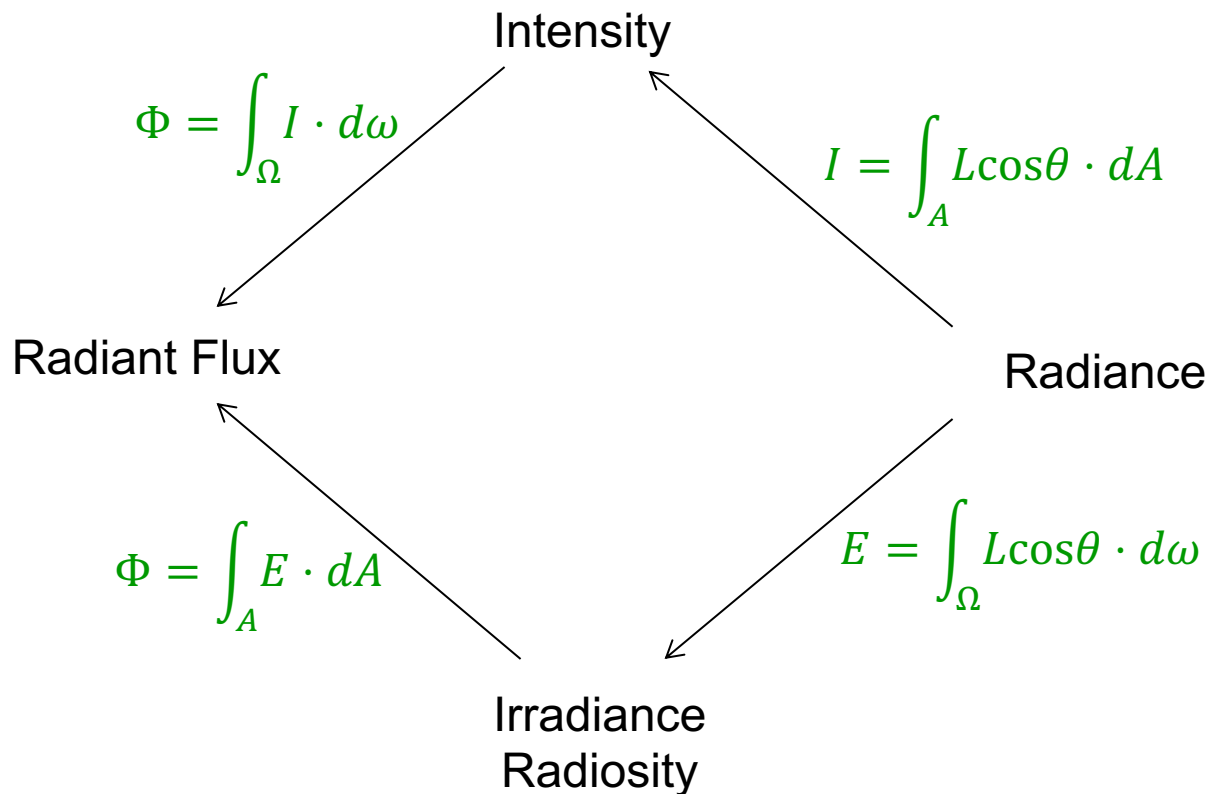 Intensity
Φ = ∫_Ω I · dω
I = ∫_A Lcosθ · dA
Radiant Flux
Radiance
Φ = ∫_A E · dA
E = ∫_Ω Lcosθ · dω
Irradiance
Radiosity